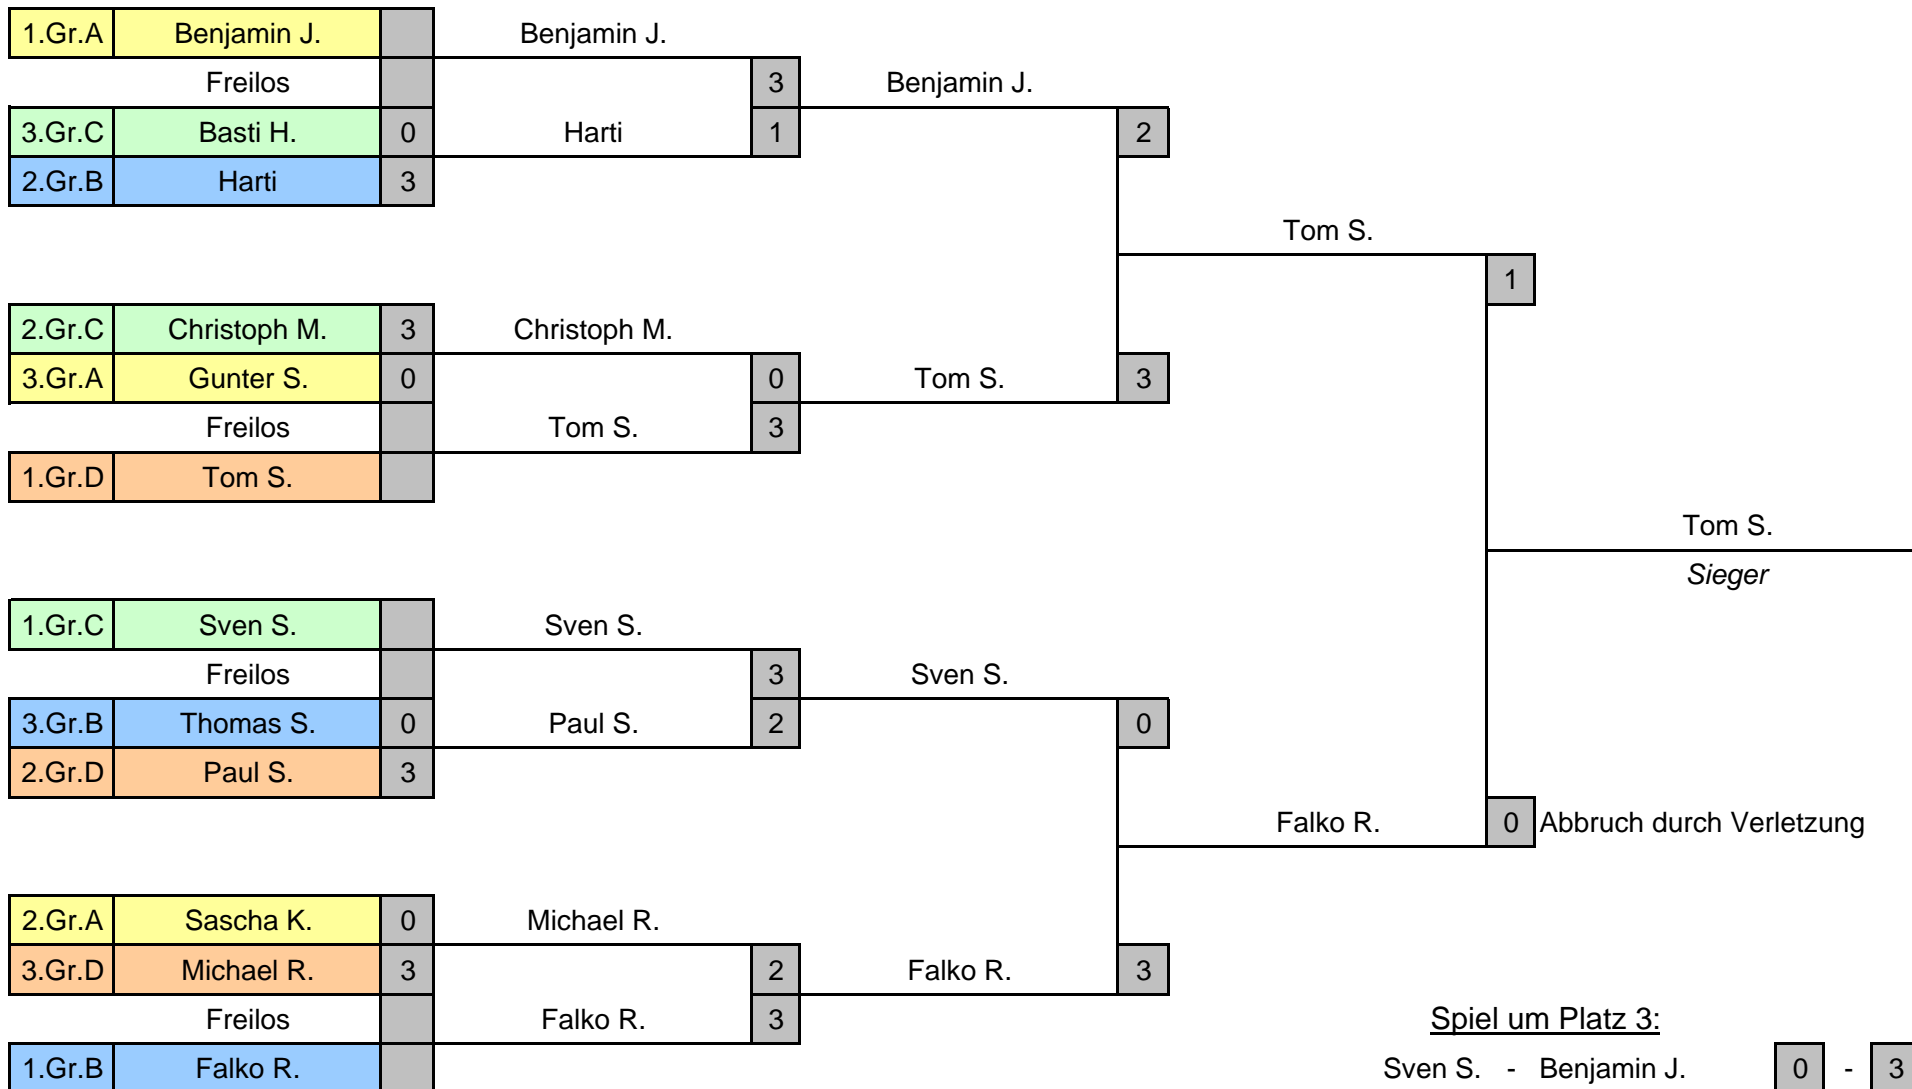 1.Gr.A Benjamin J. Benjamin J.
Freilos 3 Benjamin J.
3.Gr.C Basti H. 0 Harti 1 2
2.Gr.B Harti 3
Tom S.
1
2.Gr.C Christoph M. 3 Christoph M.
3.Gr.A Gunter S. 0 0 Tom S. 3
Freilos Tom S. 3
1.Gr.D Tom S.
Tom S.
Sieger
1.Gr.C Sven S. Sven S.
Freilos 3 Sven S.
3.Gr.B Thomas S. 0 Paul S. 2 0
2.Gr.D Paul S. 3
Falko R. 0 Abbruch durch Verletzung
2.Gr.A Sascha K. 0 Michael R.
3.Gr.D Michael R. 3 2 Falko R. 3
Freilos Falko R. 3 Spiel um Platz 3:
1.Gr.B Falko R. Sven S. - Benjamin J. 0 - 3